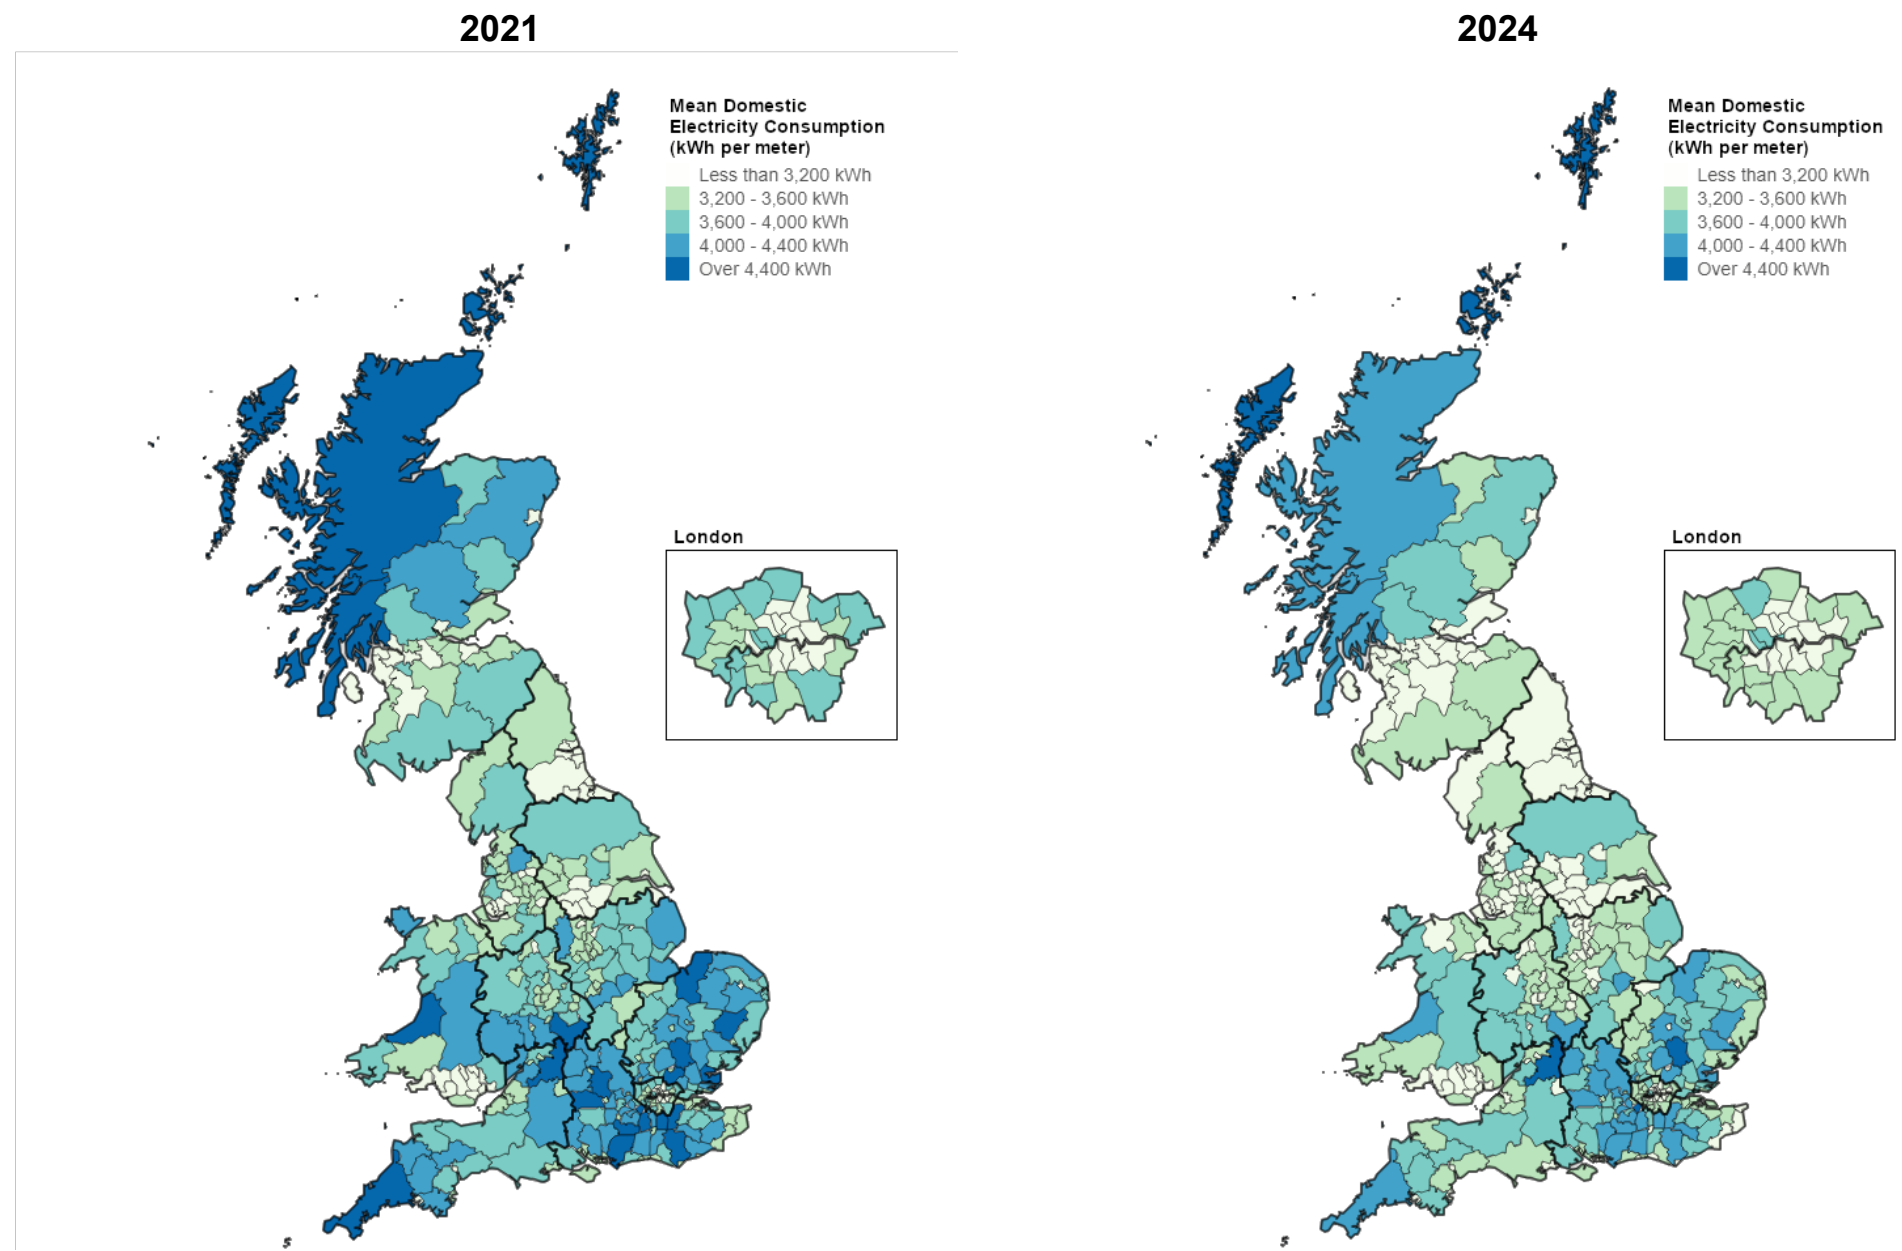 2021
2024
Mean Domestic
Electricity Consumption
(kWh per meter)
Less than 3,200 kWh
3,200 - 3,600 kWh
3,600 - 4,000 kWh
4,000 - 4,400 kWh
Over 4,400 kWh
London
Mean Domestic
Electricity Consumption
(kWh per meter)
Less than 3,200 kWh
3,200 - 3,600 kWh
3,600 - 4,000 kWh
4,000 - 4,400 kWh
Over 4,400 kWh
London